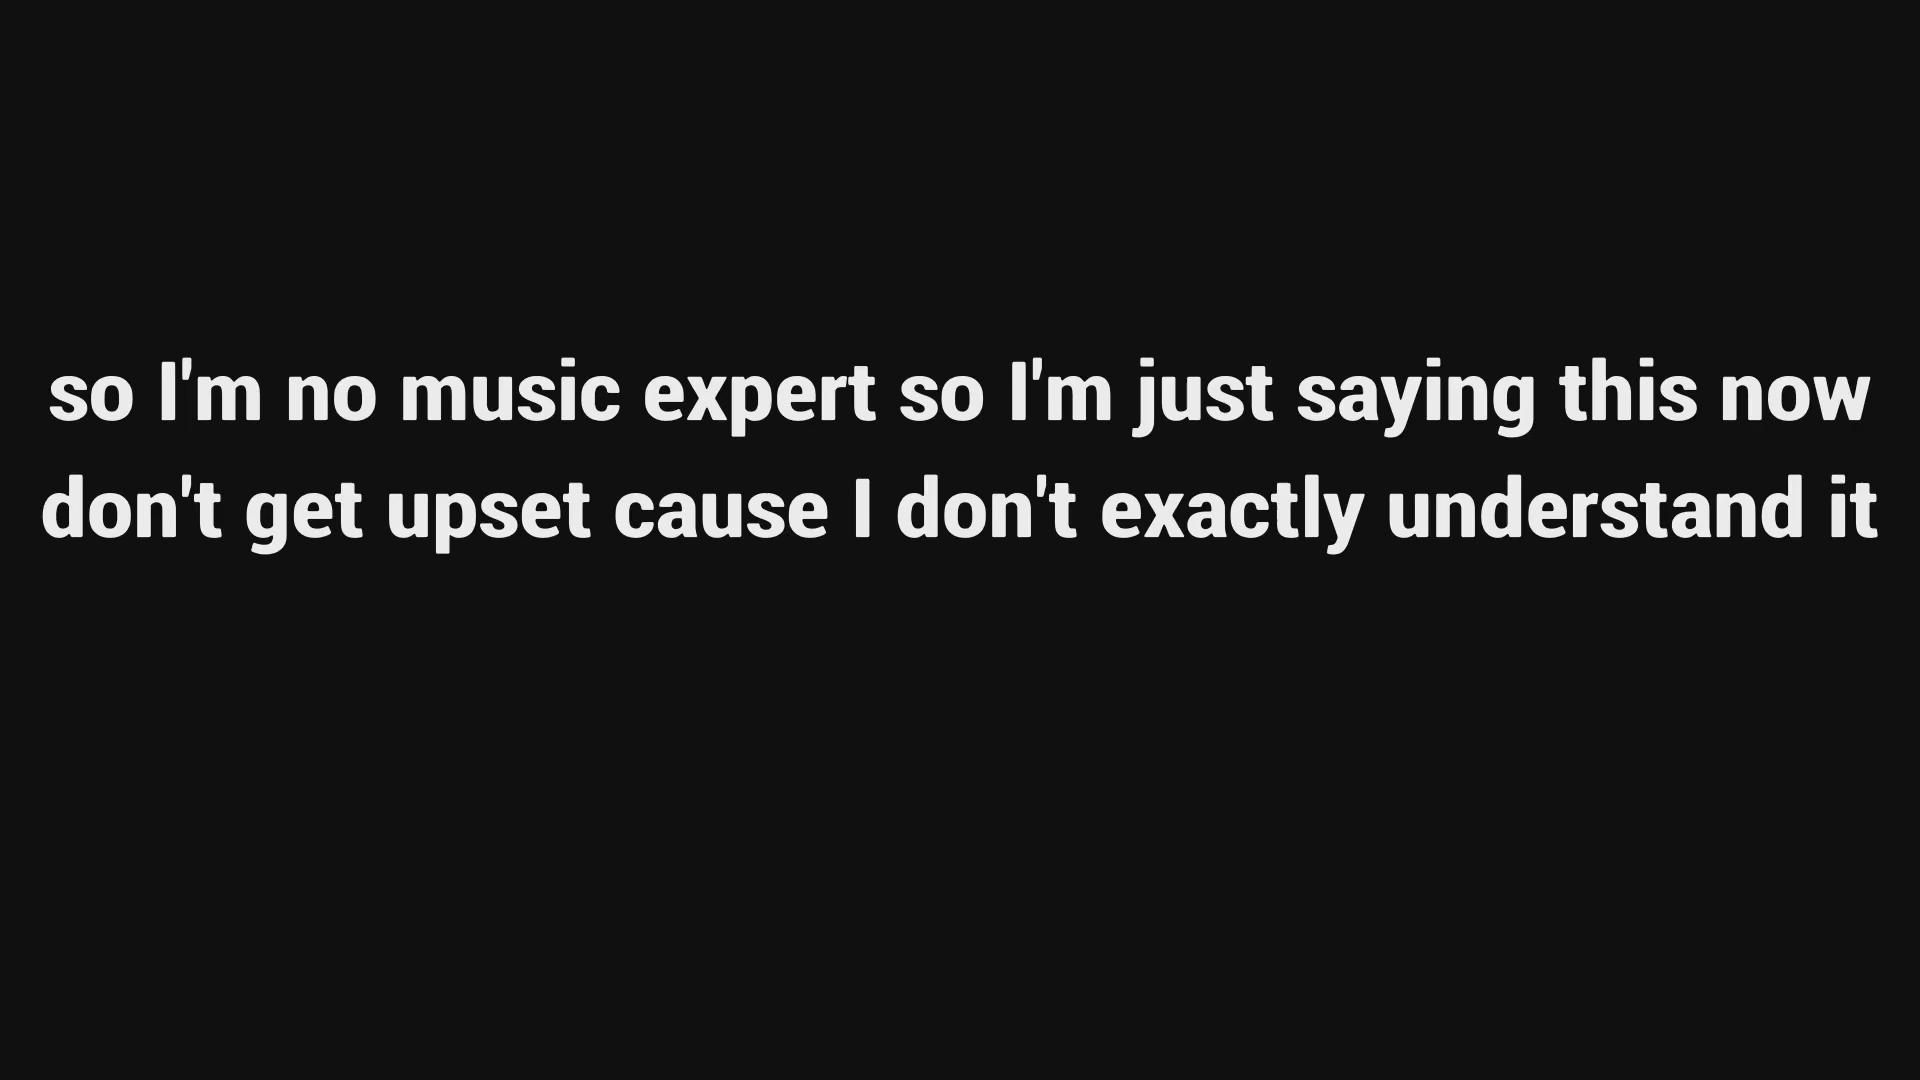 so I'm no music expert so I'm just saying this now
don't get upset cause I don't exactly understand it